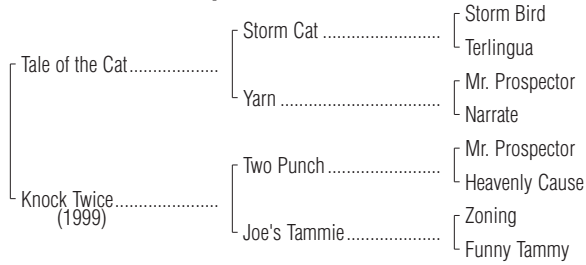 Storm Bird
Storm Cat ......................
Terlingua
Tale of the Cat..................
Mr. Prospector
Yarn ..............................
Narrate
Mr. Prospector
Two Punch.....................
Heavenly Cause
Knock Twice.....................
(1999)
Zoning
Joe's Tammie.................
Funny Tammy